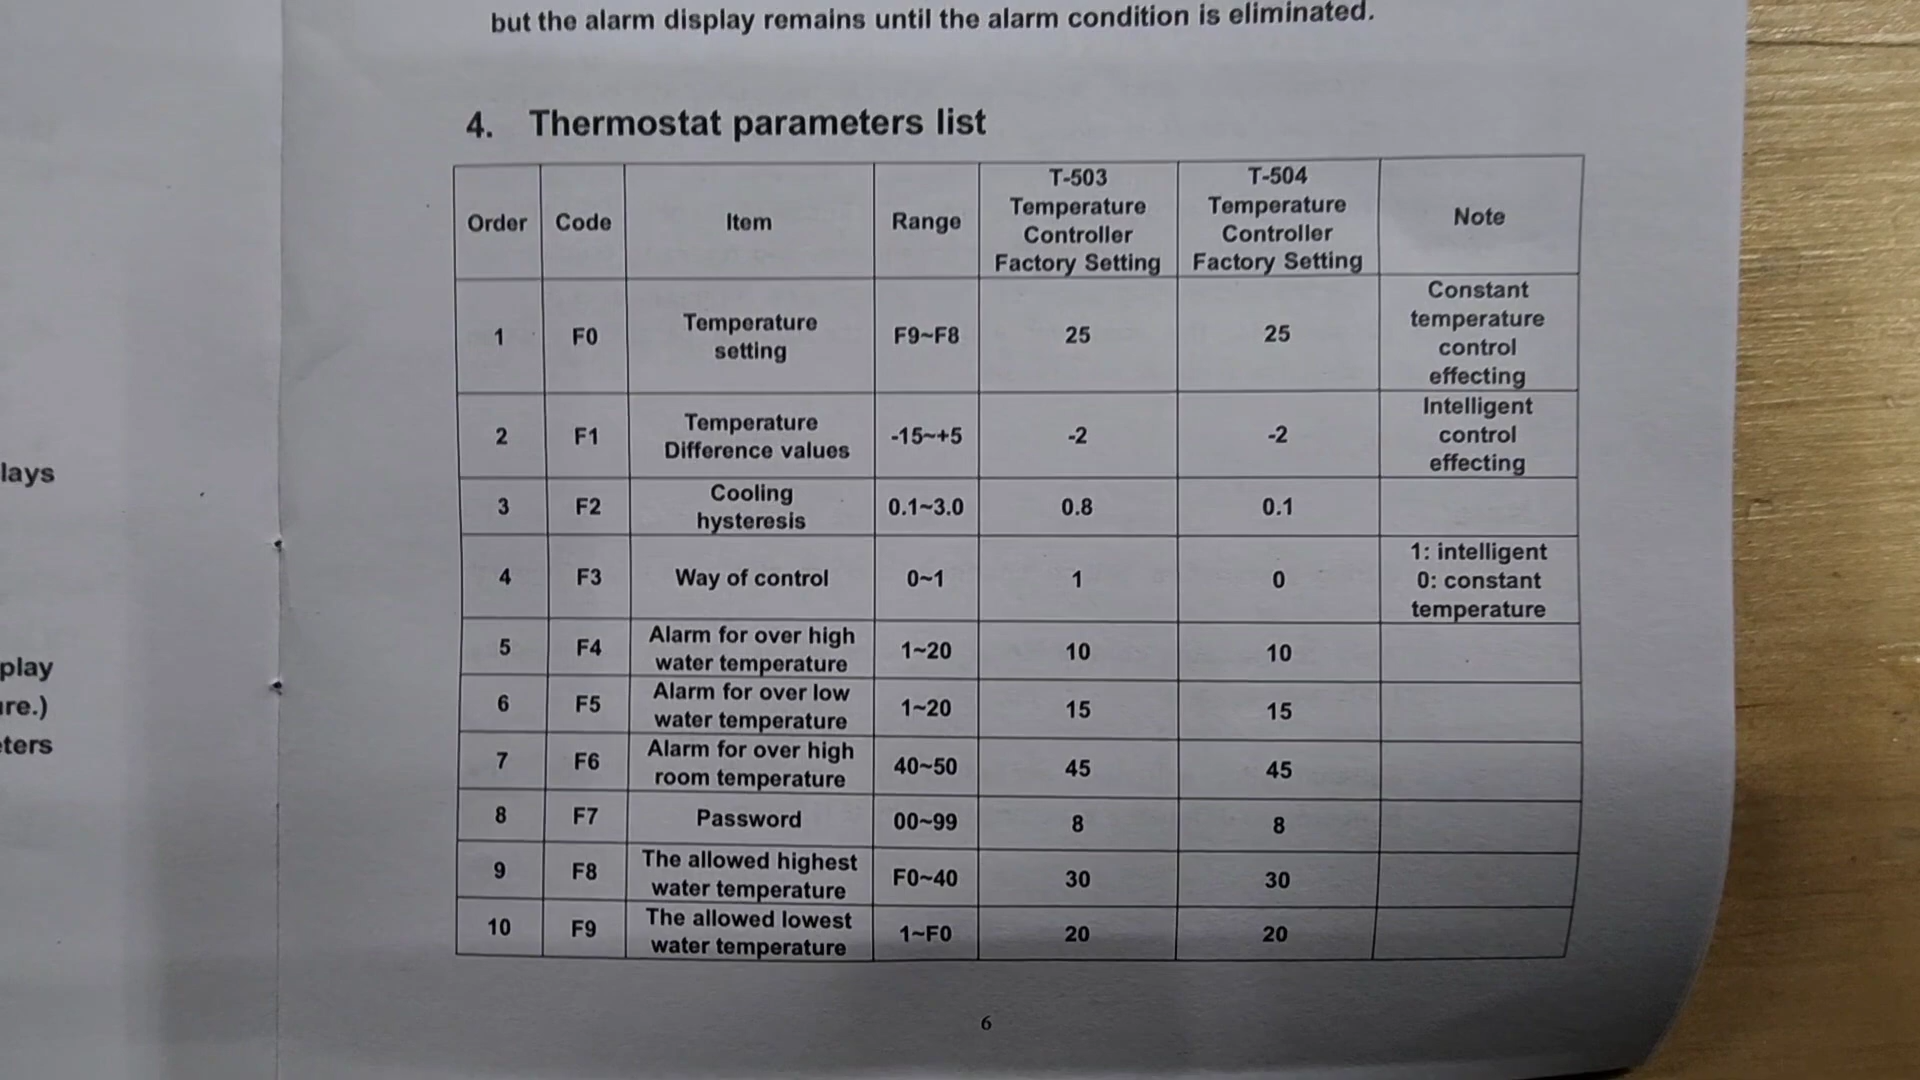 but the alarm display remains until the alarm condition is eliminated.
4. Thermostat parameters list
Order Code Item Range T-503 Temperature Controller Factory Setting T-504 Temperature Controller Factory Setting Note
1 F0 Temperature setting F9~F8 25 25 Constant temperature control effecting
2 F1 Temperature Difference values -15~+5 -2 -2 Intelligent control effecting
3 F2 Cooling hysteresis 0.1~3.0 0.8 0.1
4 F3 Way of control 0~1 1 0 1: intelligent 0: constant temperature
5 F4 Alarm for over high water temperature 1~20 10 10
6 F5 Alarm for over low water temperature 1~20 15 15
7 F6 Alarm for over high room temperature 40~50 45 45
8 F7 Password 00~99 8 8
9 F8 The allowed highest water temperature F0~40 30 30
10 F9 The allowed lowest water temperature 1~F0 20 20
6
lays
play
re.)
ters